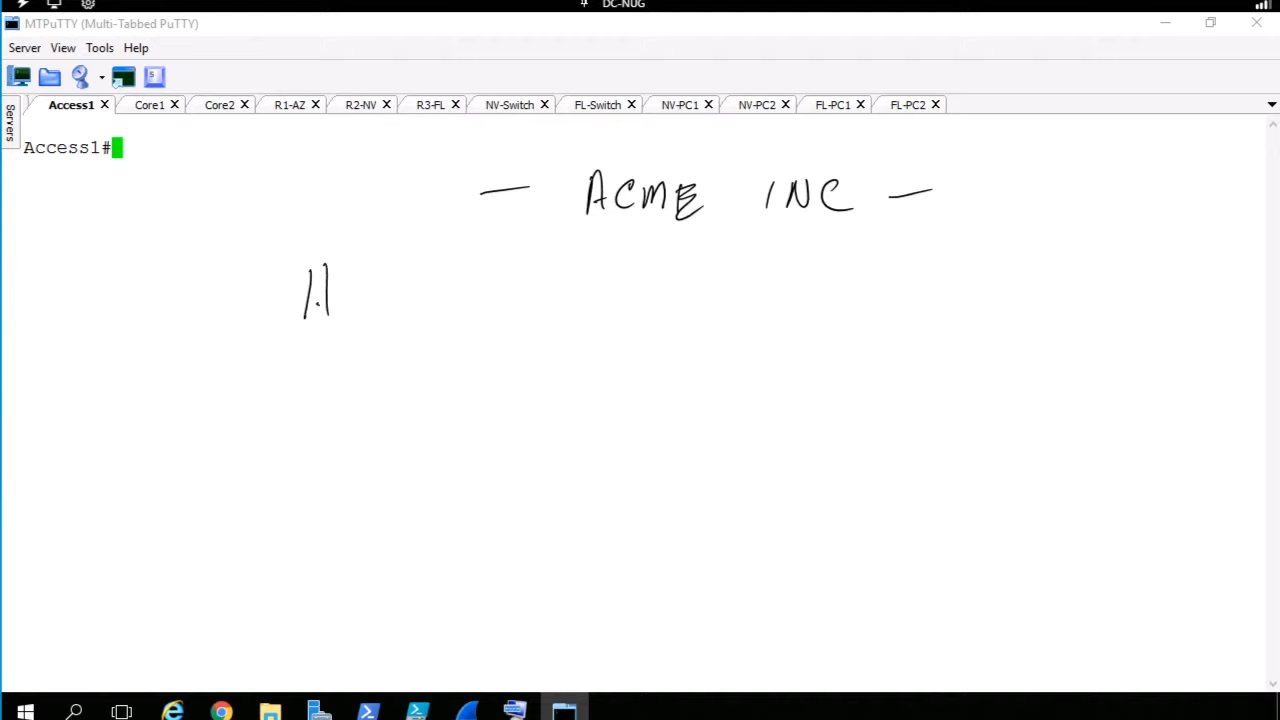 DC-NUG
MTPuTTY (Multi-Tabbed PuTTY)
Server View Tools Help
Servers
Access1 Core1 Core2 R1-AZ R2-NV R3-FL NV-Switch FL-Switch NV-PC1 NV-PC2 FL-PC1 FL-PC2
Access1#
— ACME INC —